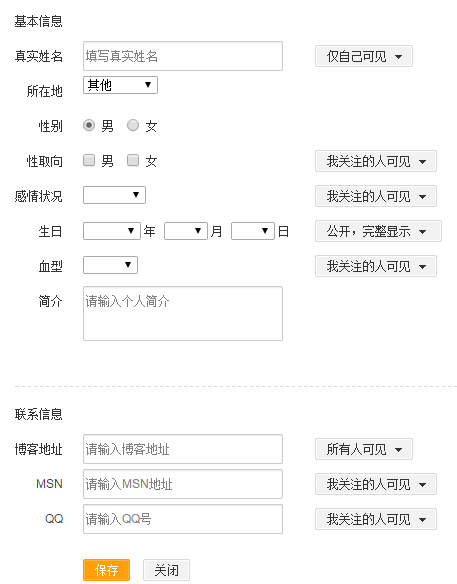 基本信息
真实姓名 填写真实姓名 仅自己可见
所在地 其他
性别 男 女
性取向 男 女 我关注的人可见
感情状况 我关注的人可见
生日 年 月 日 公开，完整显示
血型 我关注的人可见
简介 请输入个人简介
联系信息
博客地址 请输入博客地址 所有人可见
MSN 请输入MSN地址 我关注的人可见
QQ 请输入QQ号 我关注的人可见
保存 关闭